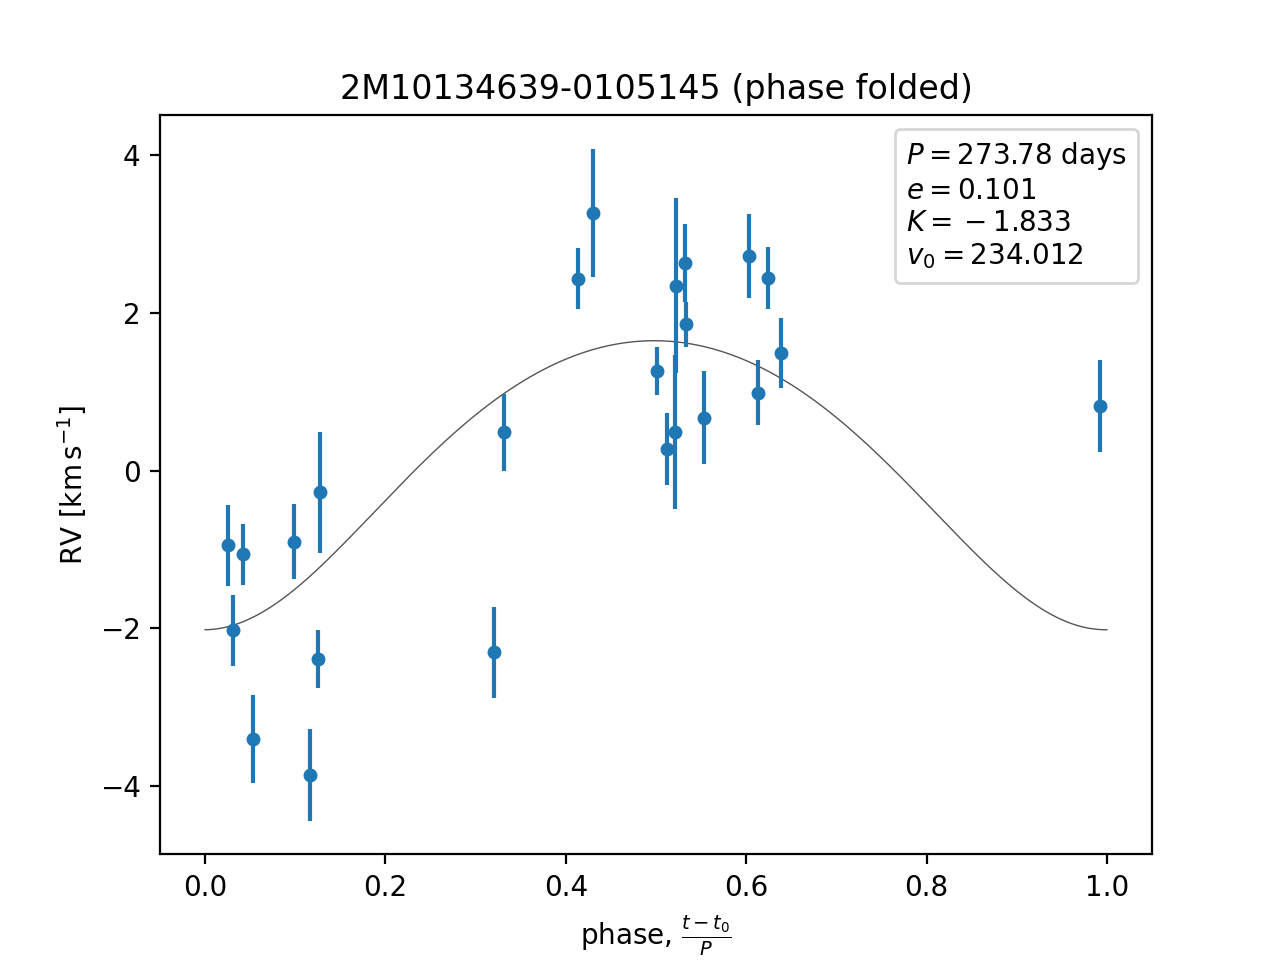 2M10134639-0105145 (phase folded)
P = 273.78 days
e = 0.101
K = −1.833
v₀ = 234.012
RV [km s⁻¹]
4
2
0
−2
−4
0.0 0.2 0.4 0.6 0.8 1.0
phase, (t − t₀)/P